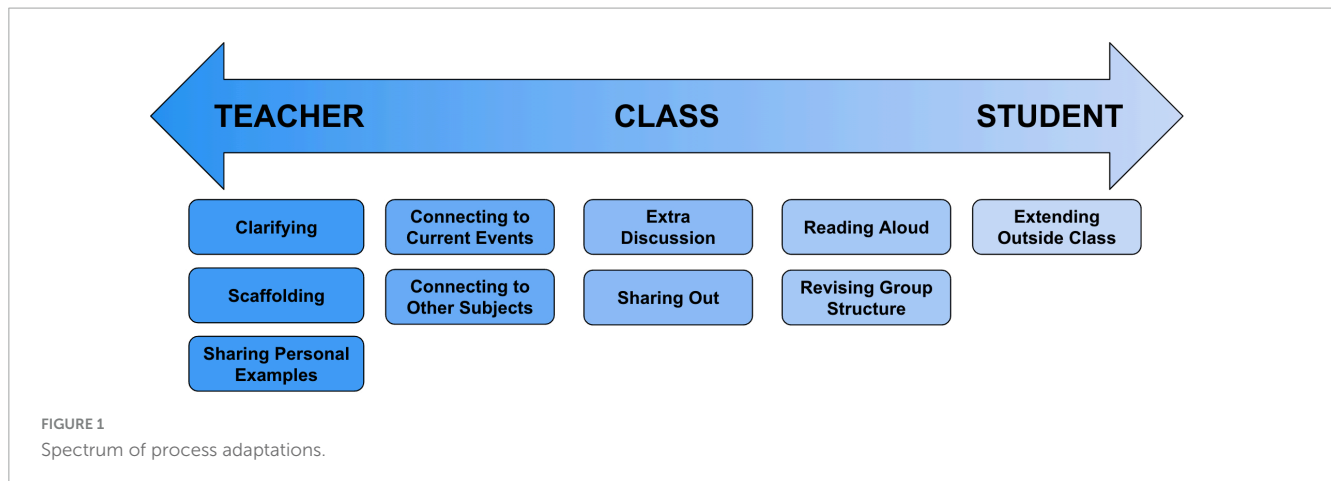 TEACHER CLASS STUDENT
Clarifying
Scaffolding
Sharing Personal
Examples
Connecting to
Current Events
Connecting to
Other Subjects
Extra
Discussion
Sharing Out
Reading Aloud
Revising Group
Structure
Extending
Outside Class
FIGURE 1
Spectrum of process adaptations.